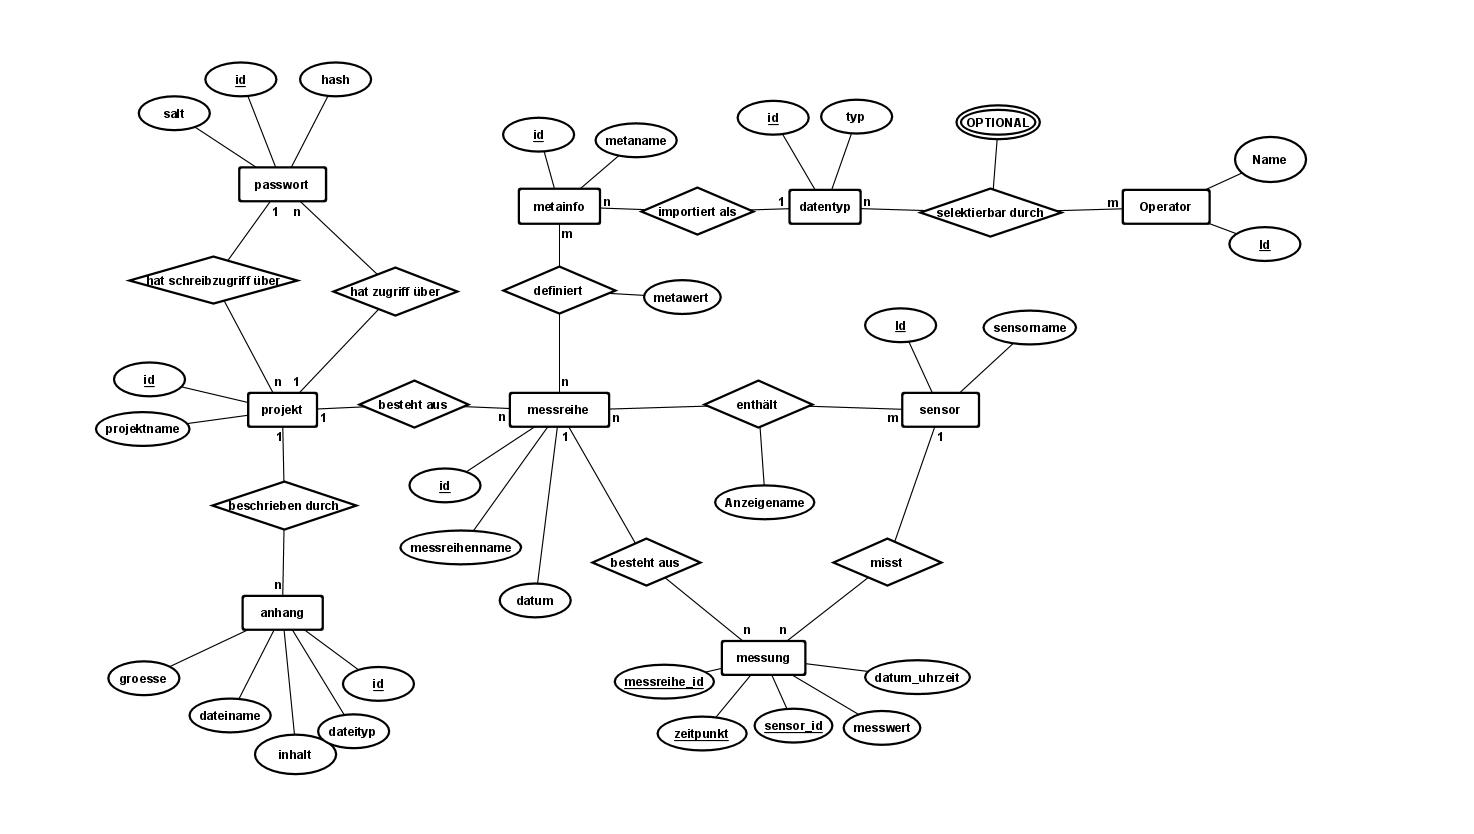 id
hash
salt
passwort
1
n
hat schreibzugriff über
hat zugriff über
n
1
id
projektname
projekt
1
1
besteht aus
n
beschrieben durch
n
anhang
groesse
dateiname
inhalt
dateityp
id
id
metaname
metainfo
n
importiert als
1
m
definiert
metawert
n
messreihe
n
1
id
messreihenname
datum
id
typ
datentyp
n
OPTIONAL
selektierbar durch
m
Operator
Name
Id
enthält
Anzeigename
m
Id
sensorname
sensor
1
besteht aus
misst
n
n
messung
messreihe_id
zeitpunkt
sensor_id
messwert
datum_uhrzeit